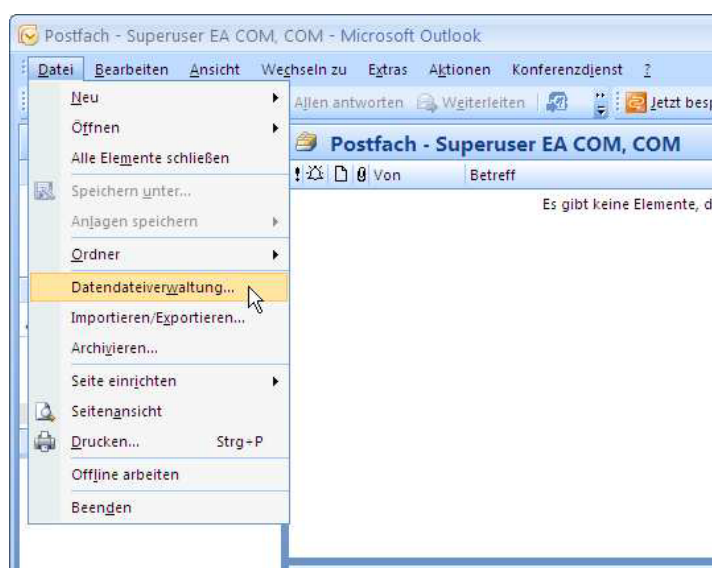 Postfach - Superuser EA COM, COM - Microsoft Outlook
Datei Bearbeiten Ansicht Wechseln zu Extras Aktionen Konferenzdienst ?
Allen antworten Weiterleiten Jetzt besp
Neu
Öffnen
Alle Elemente schließen
Speichern unter...
Anlagen speichern
Ordner
Datendateiverwaltung...
Importieren/Exportieren...
Archivieren...
Seite einrichten
Seitenansicht
Drucken... Strg+P
Offline arbeiten
Beenden
Postfach - Superuser EA COM, COM
Von Betreff
Es gibt keine Elemente, d